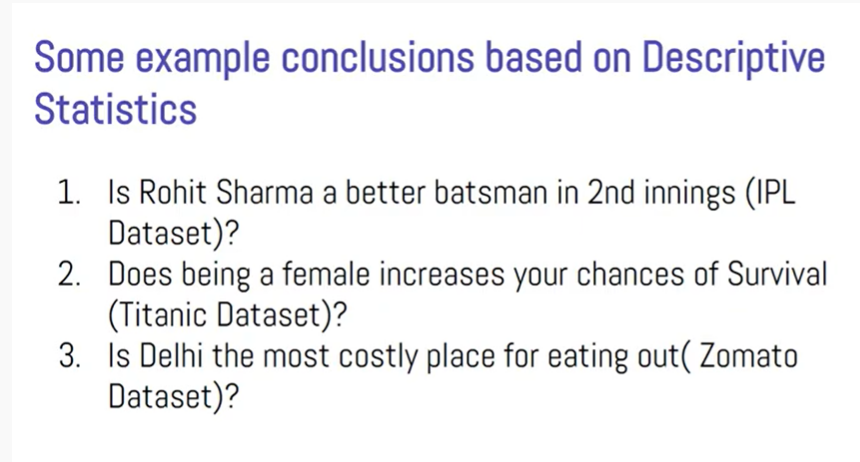 Some example conclusions based on Descriptive
Statistics
1. Is Rohit Sharma a better batsman in 2nd innings (IPL
Dataset)?
2. Does being a female increases your chances of Survival
(Titanic Dataset)?
3. Is Delhi the most costly place for eating out( Zomato
Dataset)?